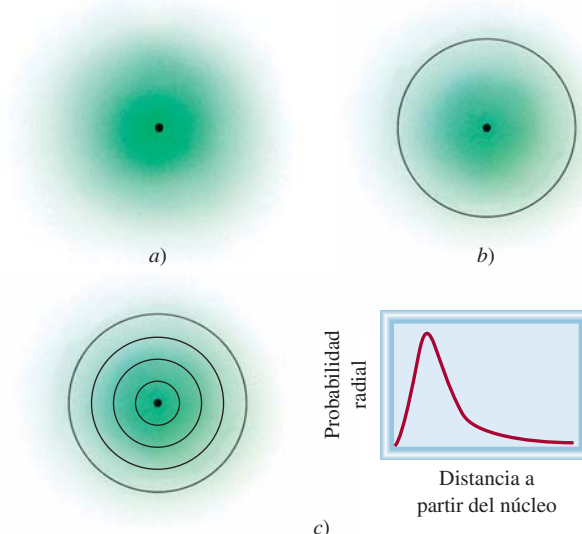 a)
b)
Probabilidad
radial
Distancia a
partir del núcleo
c)